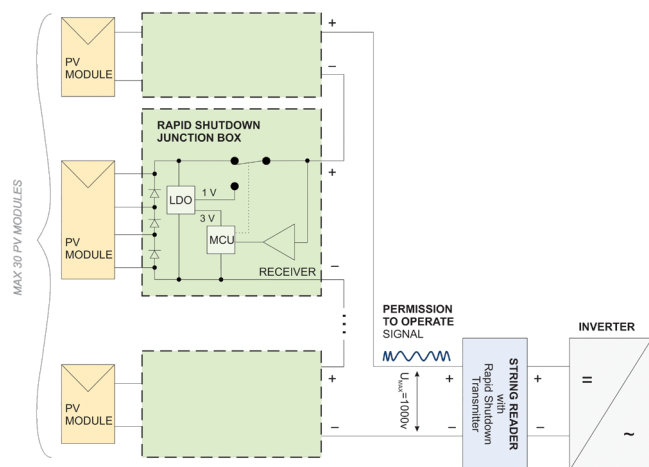 MAX 30 PV MODULES
PV
MODULE
+
−
RAPID SHUTDOWN
JUNCTION BOX
PV
MODULE
LDO
1 V
3 V
MCU
RECEIVER
+
−
PV
MODULE
+
−
PERMISSION
TO OPERATE
SIGNAL
UMAX=1000v
+
−
STRING READER
with
Rapid Shutdown
Transmitter
+
−
INVERTER
=
~